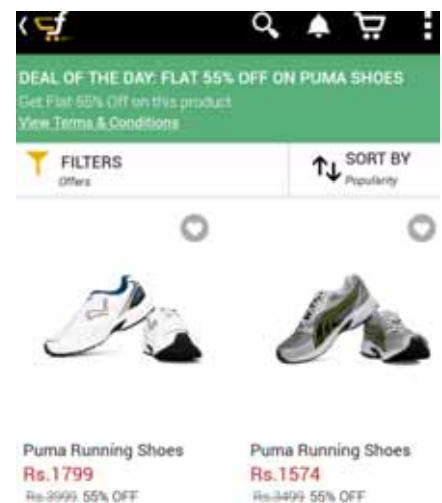 DEAL OF THE DAY: FLAT 55% OFF ON PUMA SHOES
Get Flat 55% Off on this product
View Terms & Conditions
FILTERS
Offers
SORT BY
Popularity
Puma Running Shoes
Rs.1799
Rs.3999 55% OFF
Puma Running Shoes
Rs.1574
Rs.3499 55% OFF